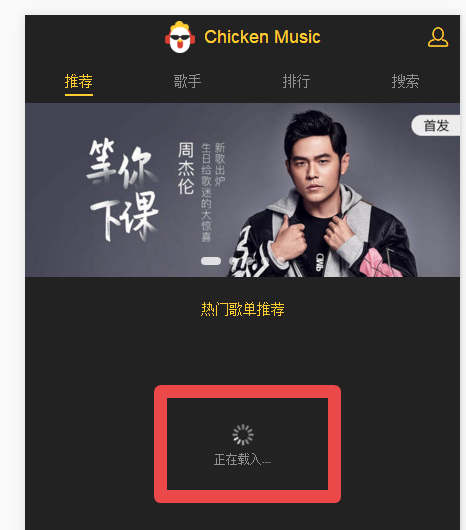 Chicken Music
推荐
歌手
排行
搜索
首发
等你
下课
周杰伦
新歌出炉
生日给歌迷的大惊喜
热门歌单推荐
正在载入...